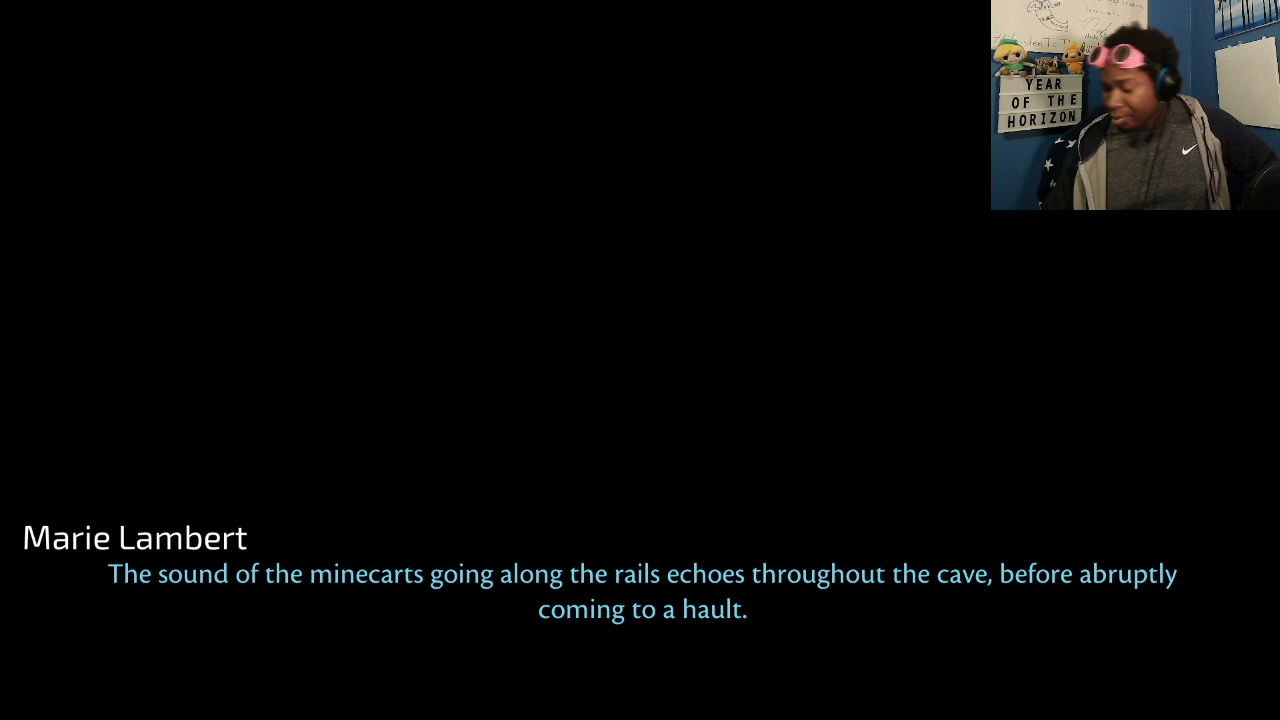 YEAR
OF THE
HORIZON
Marie Lambert
The sound of the minecarts going along the rails echoes throughout the cave, before abruptly
coming to a hault.